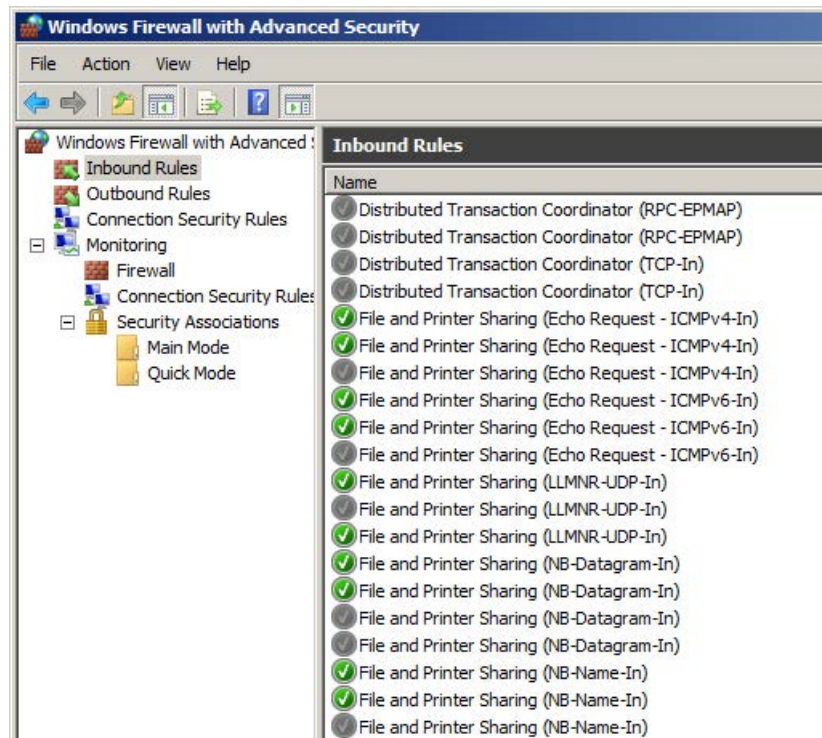 Windows Firewall with Advanced Security
File Action View Help
Windows Firewall with Advanced
Inbound Rules
Outbound Rules
Connection Security Rules
Monitoring
Firewall
Connection Security Rules
Security Associations
Main Mode
Quick Mode
Inbound Rules
Name
Distributed Transaction Coordinator (RPC-EPMAP)
Distributed Transaction Coordinator (RPC-EPMAP)
Distributed Transaction Coordinator (TCP-In)
Distributed Transaction Coordinator (TCP-In)
File and Printer Sharing (Echo Request - ICMPv4-In)
File and Printer Sharing (Echo Request - ICMPv4-In)
File and Printer Sharing (Echo Request - ICMPv4-In)
File and Printer Sharing (Echo Request - ICMPv6-In)
File and Printer Sharing (Echo Request - ICMPv6-In)
File and Printer Sharing (Echo Request - ICMPv6-In)
File and Printer Sharing (LLMNR-UDP-In)
File and Printer Sharing (LLMNR-UDP-In)
File and Printer Sharing (LLMNR-UDP-In)
File and Printer Sharing (NB-Datagram-In)
File and Printer Sharing (NB-Datagram-In)
File and Printer Sharing (NB-Datagram-In)
File and Printer Sharing (NB-Datagram-In)
File and Printer Sharing (NB-Name-In)
File and Printer Sharing (NB-Name-In)
File and Printer Sharing (NB-Name-In)